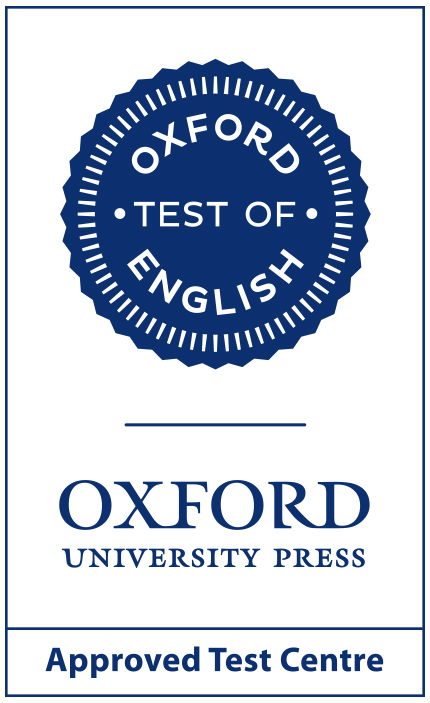 OXFORD
• TEST OF •
ENGLISH
OXFORD
UNIVERSITY PRESS
Approved Test Centre